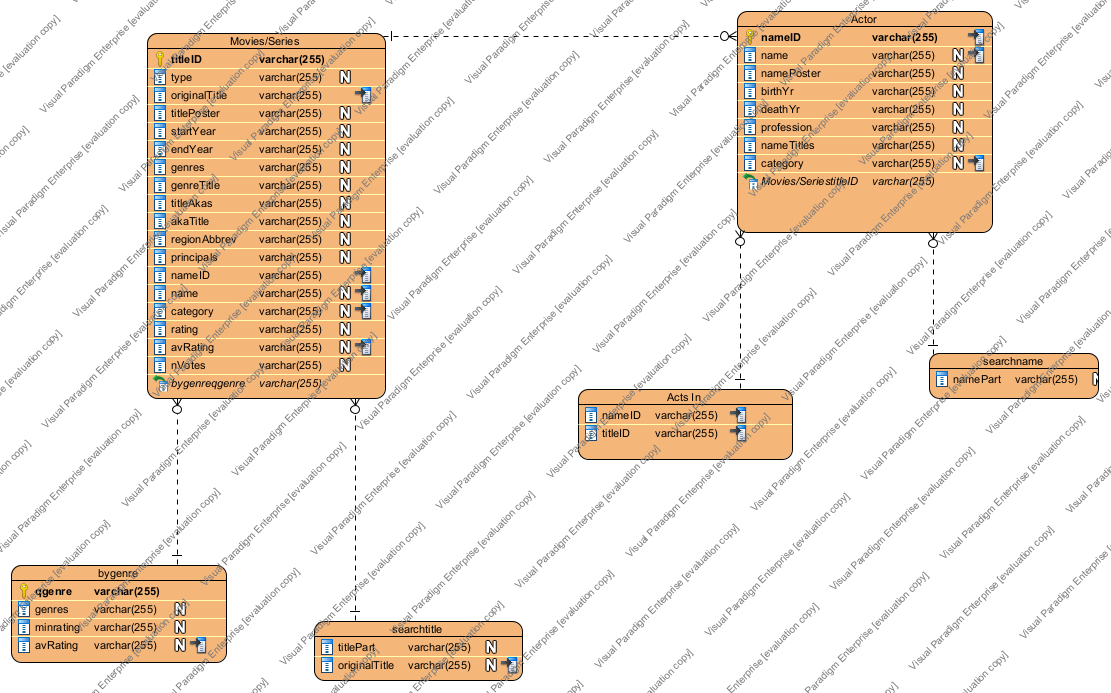 Movies/Series
titleID varchar(255)
type varchar(255) N
originalTitle varchar(255)
titlePoster varchar(255) N
startYear varchar(255) N
endYear varchar(255) N
genres varchar(255) N
genreTitle varchar(255) N
titleAkas varchar(255) N
akaTitle varchar(255) N
regionAbbrev varchar(255) N
principals varchar(255) N
nameID varchar(255)
name varchar(255) N
category varchar(255) N
rating varchar(255) N
avRating varchar(255) N
nVotes varchar(255) N
bygenreqgenre varchar(255)
Actor
nameID varchar(255)
name varchar(255) N
namePoster varchar(255) N
birthYr varchar(255) N
deathYr varchar(255) N
profession varchar(255) N
nameTitles varchar(255) N
category varchar(255) N
Movies/SeriestitleID varchar(255)
searchname
namePart varchar(255) N
Acts In
nameID varchar(255)
titleID varchar(255)
bygenre
qgenre varchar(255)
genres varchar(255) N
minrating varchar(255) N
avRating varchar(255) N
searchtitle
titlePart varchar(255) N
originalTitle varchar(255) N
Visual Paradigm Enterprise [evaluation copy]